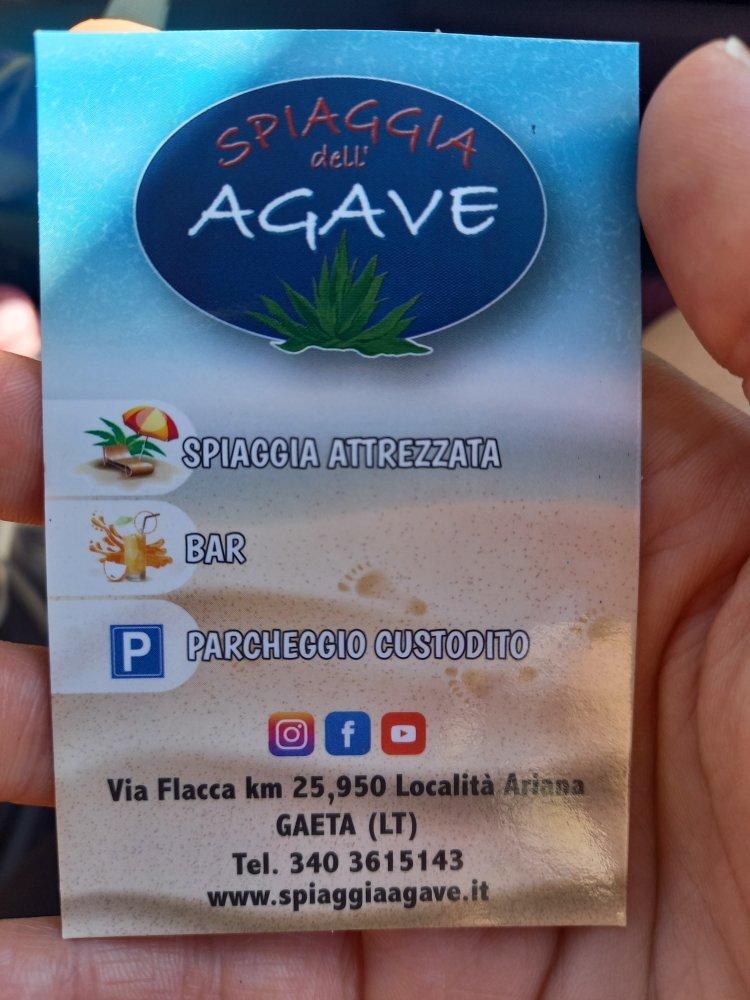 SPIAGGIA
dell'
AGAVE
SPIAGGIA ATTREZZATA
BAR
P PARCHEGGIO CUSTODITO
Via Flacca km 25,950 Località Ariana
GAETA (LT)
Tel. 340 3615143
www.spiaggiaagave.it